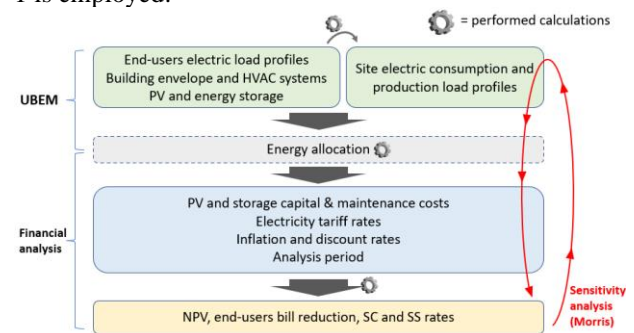 1 is employed.
= performed calculations
End-users electric load profiles
Building envelope and HVAC systems
PV and energy storage
Site electric consumption and
production load profiles
UBEM
Energy allocation
PV and storage capital & maintenance costs
Electricity tariff rates
Inflation and discount rates
Analysis period
Financial
analysis
NPV, end-users bill reduction, SC and SS rates
Sensitivity
analysis
(Morris)